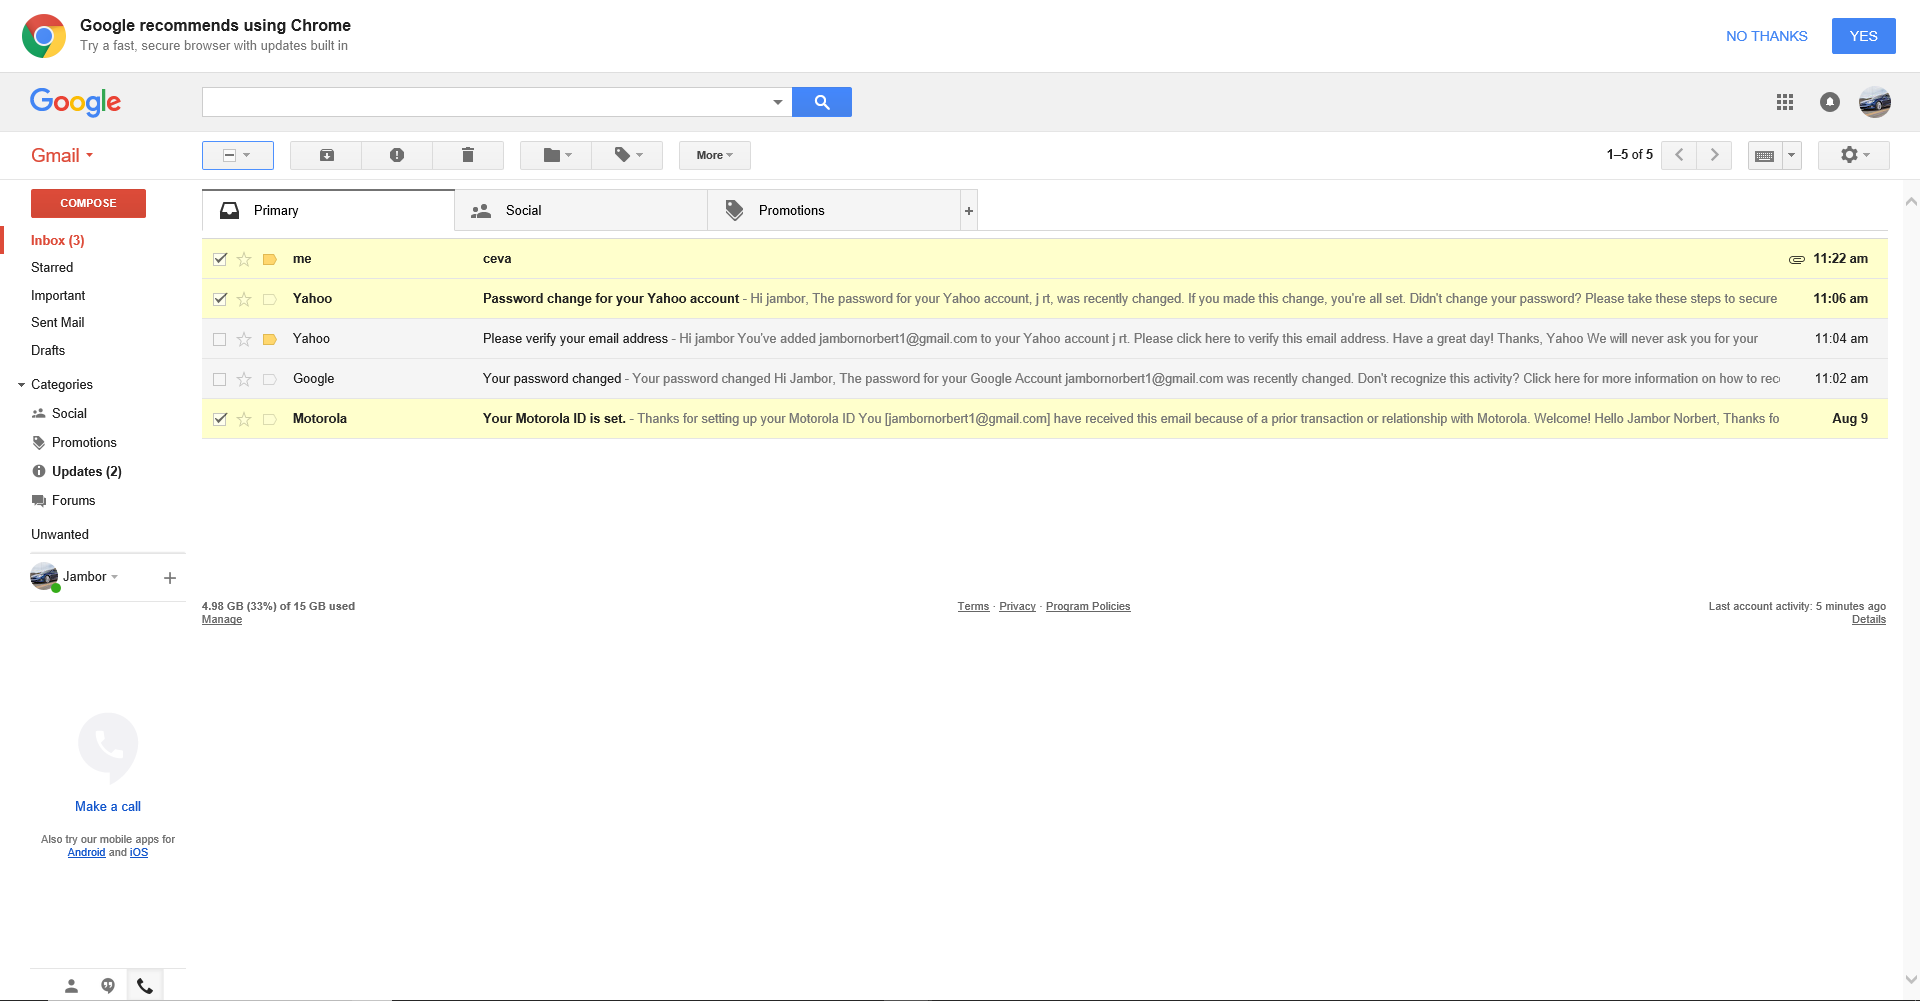 Google recommends using Chrome
Try a fast, secure browser with updates built in
NO THANKS
YES
Google
Gmail
More
1–5 of 5
COMPOSE
Inbox (3)
Starred
Important
Sent Mail
Drafts
Categories
Social
Promotions
Updates (2)
Forums
Unwanted
Jambor
Primary
Social
Promotions
me ceva 11:22 am
Yahoo Password change for your Yahoo account - Hi jambor, The password for your Yahoo account, j rt, was recently changed. If you made this change, you're all set. Didn't change your password? Please take these steps to secure 11:06 am
Yahoo Please verify your email address - Hi jambor You've added jambornorbert1@gmail.com to your Yahoo account j rt. Please click here to verify this email address. Have a great day! Thanks, Yahoo We will never ask you for your 11:04 am
Google Your password changed - Your password changed Hi Jambor, The password for your Google Account jambornorbert1@gmail.com was recently changed. Don't recognize this activity? Click here for more information on how to rec 11:02 am
Motorola Your Motorola ID is set. - Thanks for setting up your Motorola ID You [jambornorbert1@gmail.com] have received this email because of a prior transaction or relationship with Motorola. Welcome! Hello Jambor Norbert, Thanks fo Aug 9
4.98 GB (33%) of 15 GB used
Manage
Terms · Privacy · Program Policies
Last account activity: 5 minutes ago
Details
Make a call
Also try our mobile apps for
Android and iOS